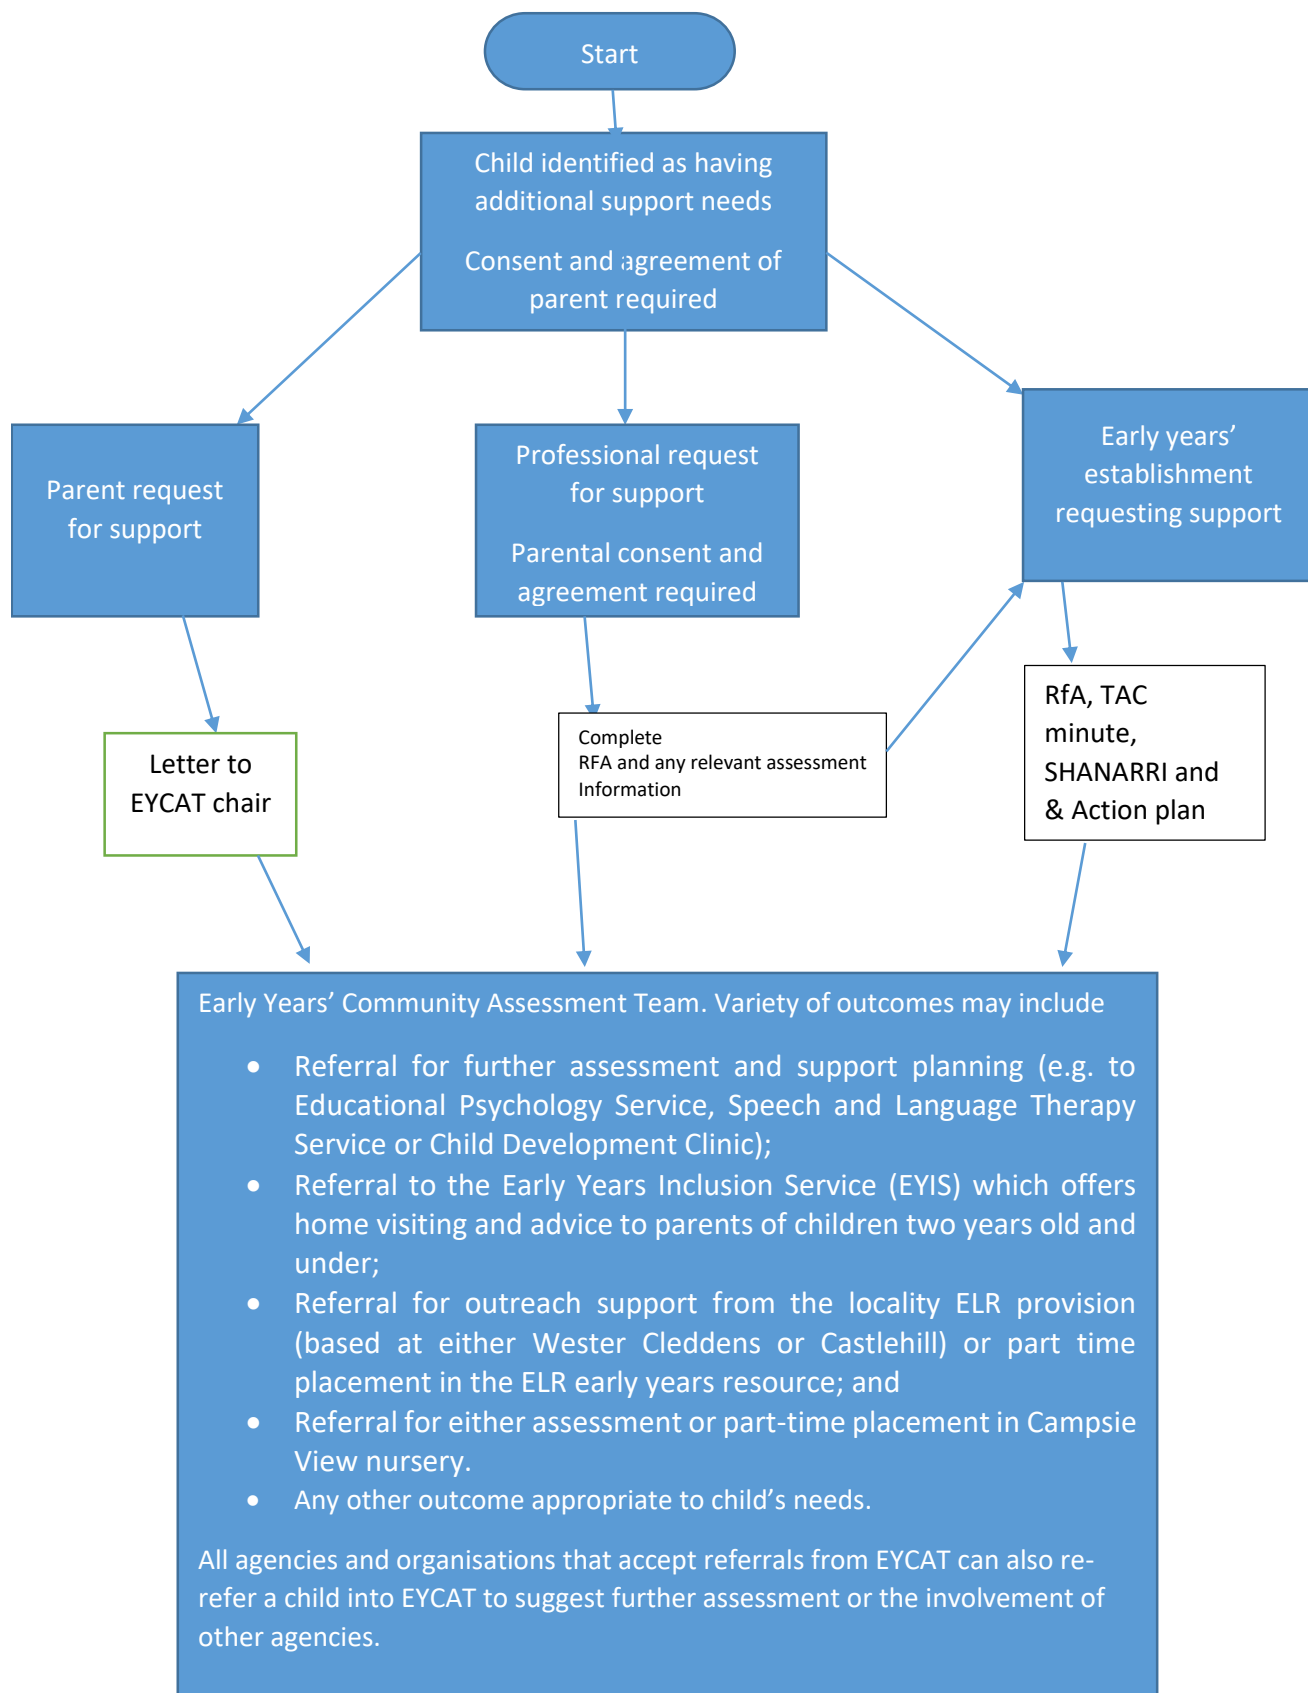 Start
Child identified as having
additional support needs
Consent and agreement of
parent required
Parent request
for support
Professional request
for support
Parental consent and
agreement required
Early years’
establishment
requesting support
Letter to
EYCAT chair
Complete
RFA and any relevant assessment
Information
RfA, TAC
minute,
SHANARRI and
& Action plan
Early Years’ Community Assessment Team. Variety of outcomes may include
• Referral for further assessment and support planning (e.g. to
Educational Psychology Service, Speech and Language Therapy
Service or Child Development Clinic);
• Referral to the Early Years Inclusion Service (EYIS) which offers
home visiting and advice to parents of children two years old and
under;
• Referral for outreach support from the locality ELR provision
(based at either Wester Cleddens or Castlehill) or part time
placement in the ELR early years resource; and
• Referral for either assessment or part-time placement in Campsie
View nursery.
• Any other outcome appropriate to child’s needs.
All agencies and organisations that accept referrals from EYCAT can also re-
refer a child into EYCAT to suggest further assessment or the involvement of
other agencies.